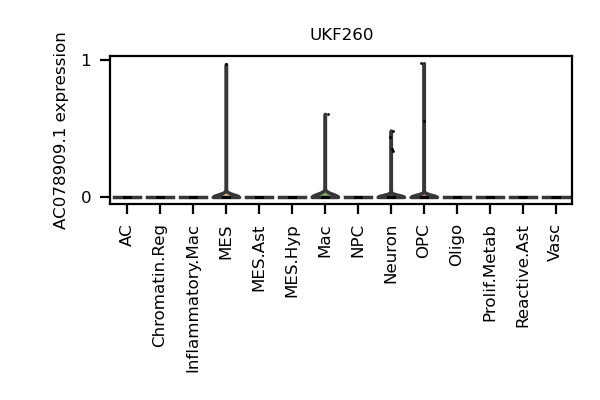 UKF260
AC078909.1 expression
1
0
AC
Chromatin.Reg
Inflammatory.Mac
MES
MES.Ast
MES.Hyp
Mac
NPC
Neuron
OPC
Oligo
Prolif.Metab
Reactive.Ast
Vasc